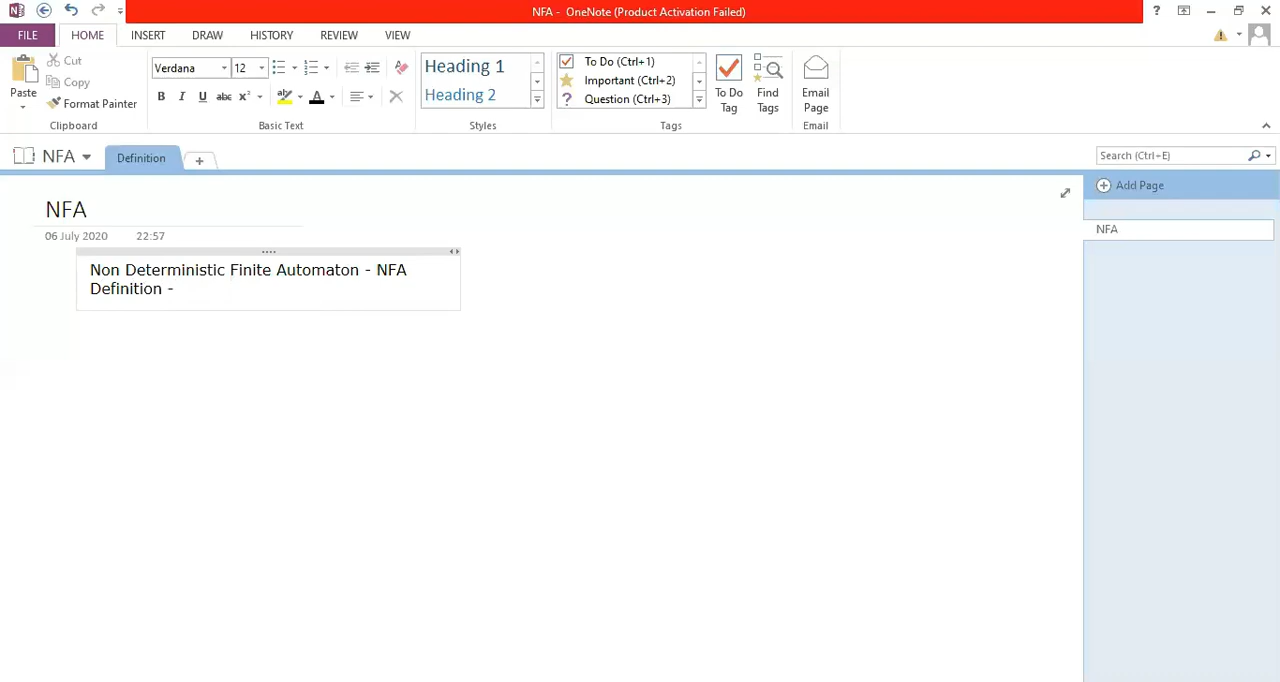 NFA - OneNote (Product Activation Failed)
?
FILE HOME INSERT DRAW HISTORY REVIEW VIEW
Paste
Cut
Copy
Format Painter
Clipboard
Verdana 12
B I U abc x² aby A
Basic Text
Heading 1
Heading 2
Styles
To Do (Ctrl+1)
Important (Ctrl+2)
? Question (Ctrl+3)
To Do Tag
Find Tags
Tags
Email Page
Email
NFA
Definition
+
Search (Ctrl+E)
Add Page
NFA
NFA
06 July 2020 22:57
Non Deterministic Finite Automaton - NFA
Definition -